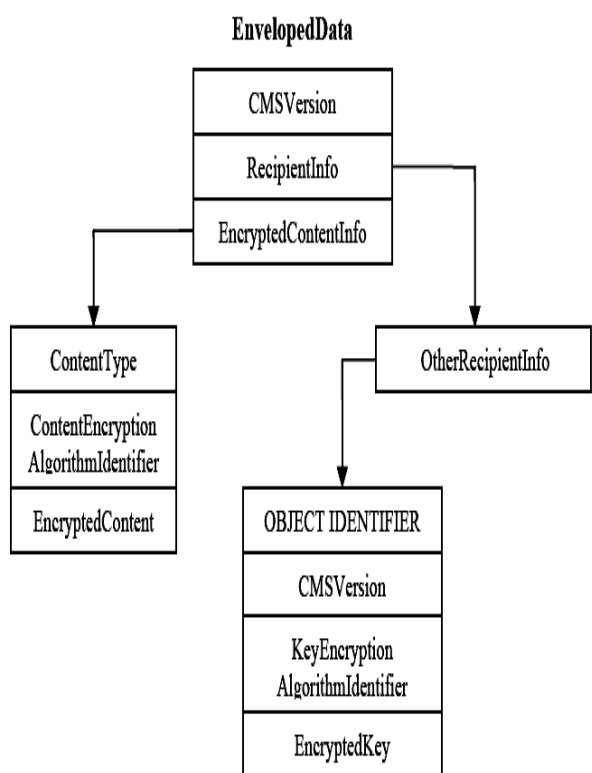 EnvelopedData
CMSVersion
RecipientInfo
EncryptedContentInfo
ContentType
ContentEncryption
AlgorithmIdentifier
EncryptedContent
OtherRecipientInfo
OBJECT IDENTIFIER
CMSVersion
KeyEncryption
AlgorithmIdentifier
EncryptedKey